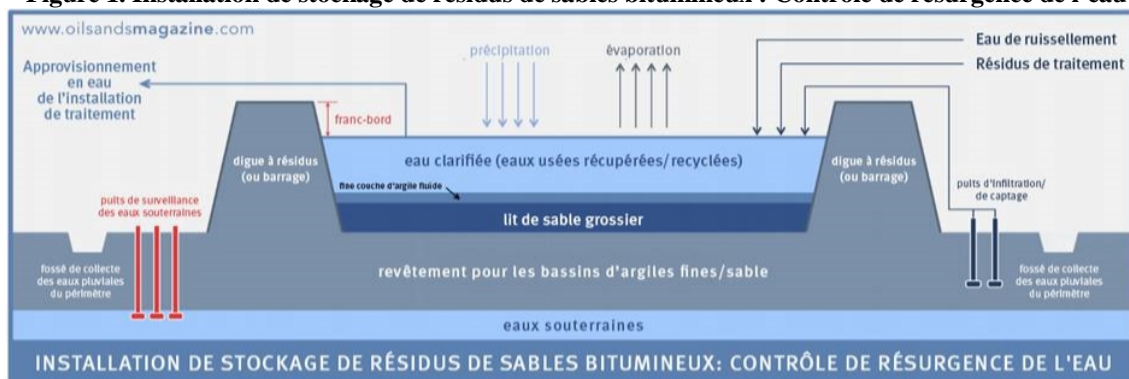 Figure 1. Installation de stockage de résidus de sables bitumineux : Contrôle de résurgence de l'eau
www.oilsandsmagazine.com
Approvisionnement
en eau
de l'installation
de traitement
précipitation
évaporation
Eau de ruissellement
Résidus de traitement
franc-bord
digue à résidus
(ou barrage)
eau clarifiée (eaux usées récupérées/recyclées)
fine couche d'argile fluide
lit de sable grossier
digue à résidus
(ou barrage)
puits de surveillance
des eaux souterraines
puits d'infiltration/
de captage
fossé de collecte
des eaux pluviales
du périmètre
revêtement pour les bassins d'argiles fines/sable
fossé de collecte
des eaux pluviales
du périmètre
eaux souterraines
INSTALLATION DE STOCKAGE DE RÉSIDUS DE SABLES BITUMINEUX: CONTRÔLE DE RÉSURGENCE DE L'EAU